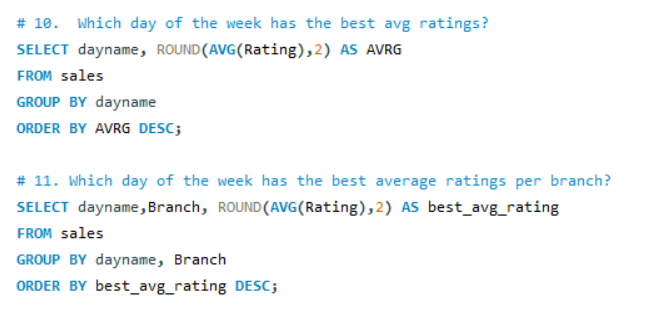 # 10.  Which day of the week has the best avg ratings?
SELECT dayname, ROUND(AVG(Rating),2) AS AVRG
FROM sales
GROUP BY dayname
ORDER BY AVRG DESC;
# 11. Which day of the week has the best average ratings per branch?
SELECT dayname,Branch, ROUND(AVG(Rating),2) AS best_avg_rating
FROM sales
GROUP BY dayname, Branch
ORDER BY best_avg_rating DESC;